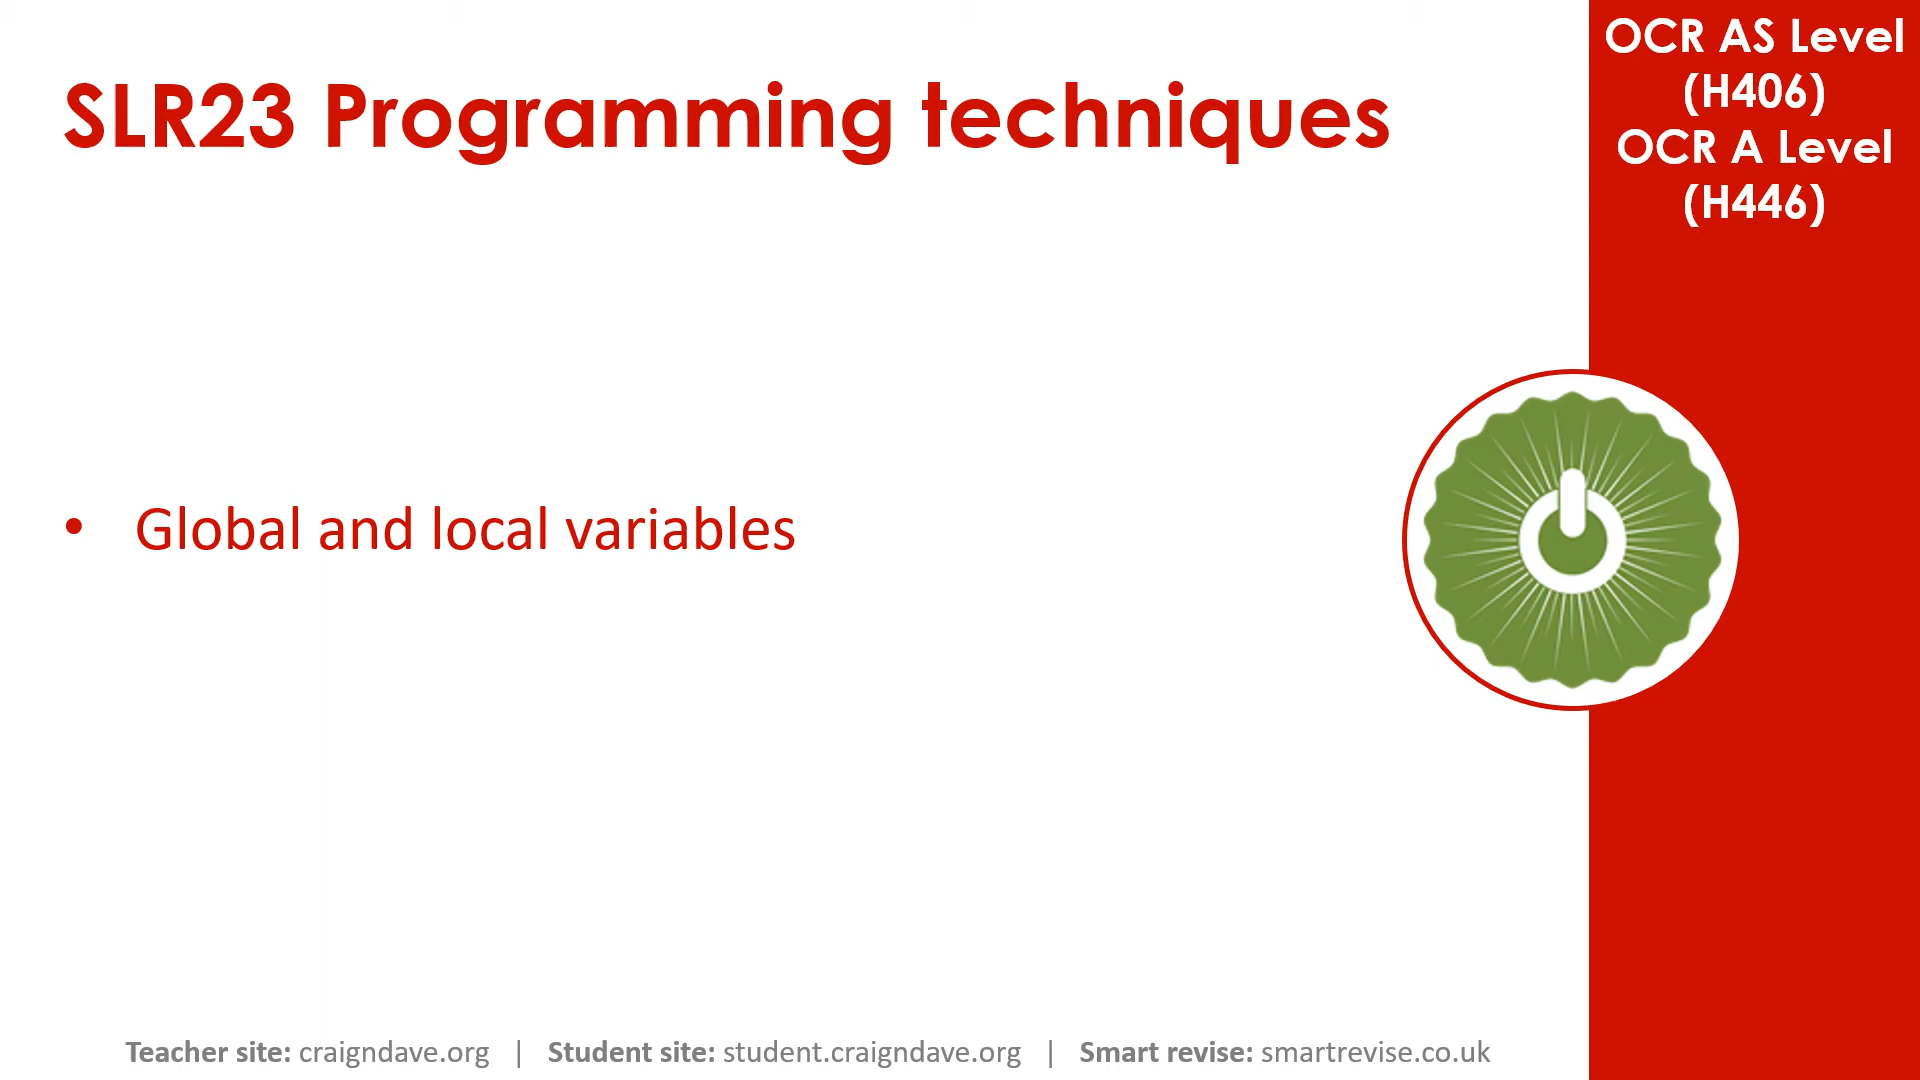 SLR23 Programming techniques
OCR AS Level
(H406)
OCR A Level
(H446)
• Global and local variables
Teacher site: craigndave.org | Student site: student.craigndave.org | Smart revise: smartrevise.co.uk